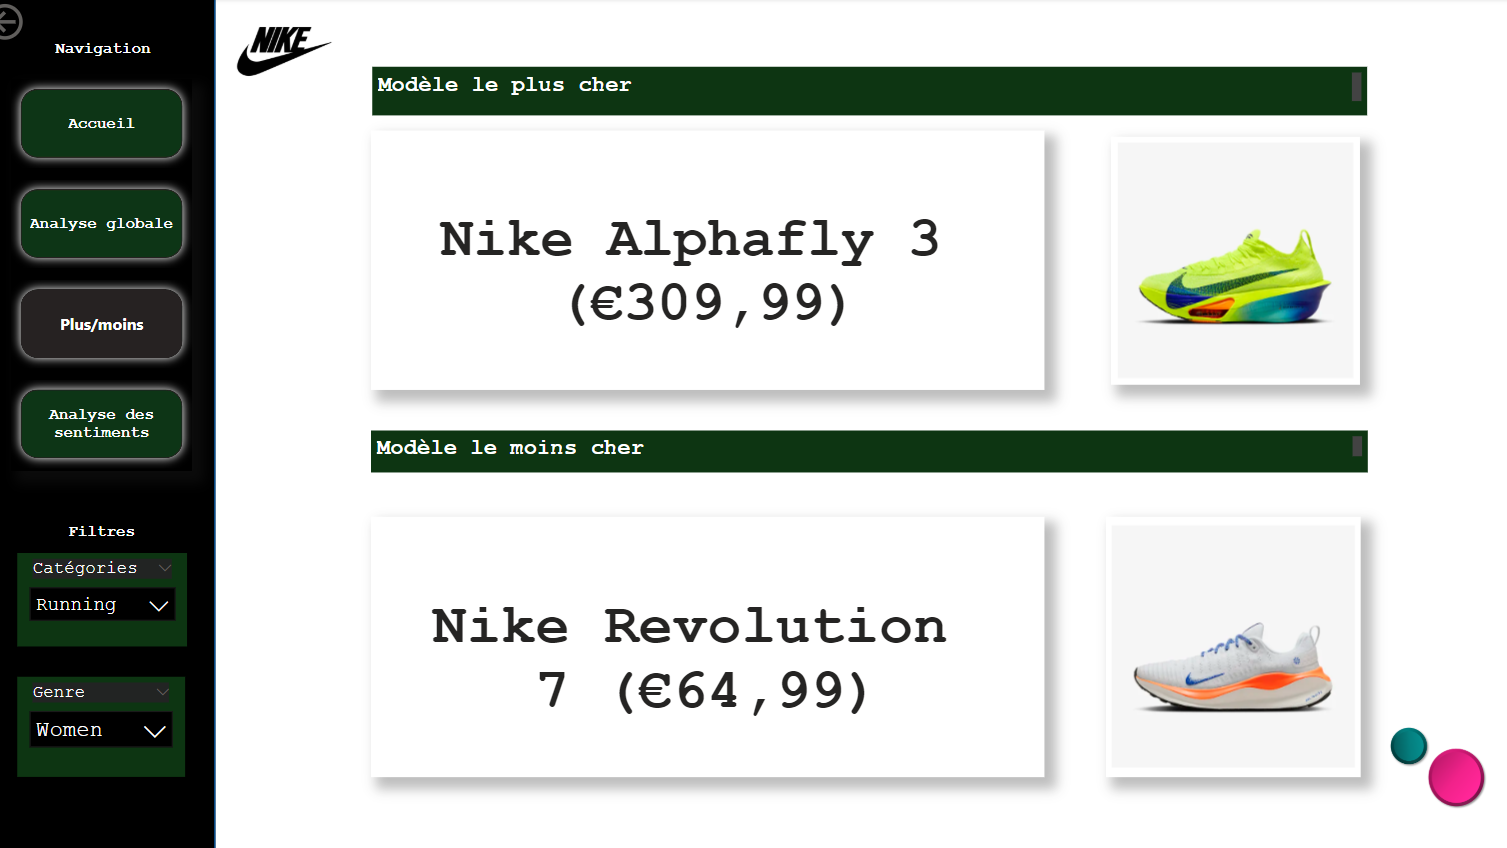 Navigation
Accueil
Analyse globale
Plus/moins
Analyse des
sentiments
Filtres
Catégories
Running
Genre
Women
NIKE
Modèle le plus cher
Nike Alphafly 3
(€309,99)
Modèle le moins cher
Nike Revolution
7 (€64,99)